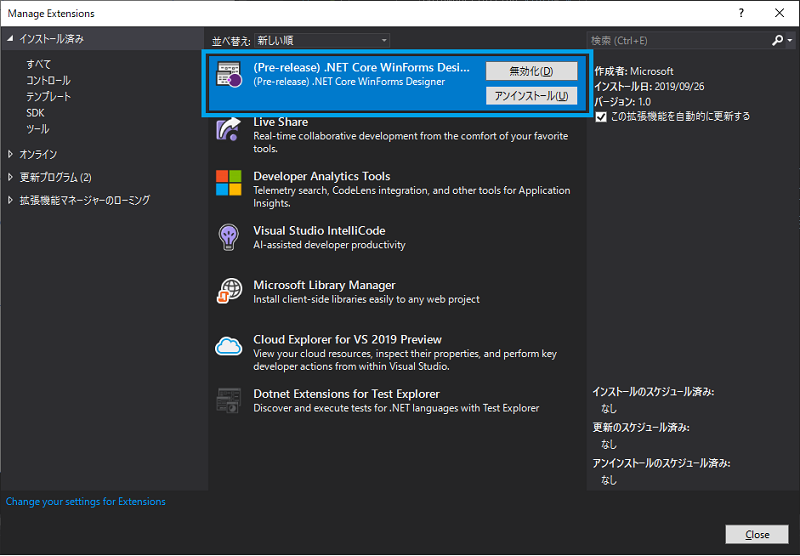 Manage Extensions
? ×
インストール済み
すべて
コントロール
テンプレート
SDK
ツール
オンライン
更新プログラム (2)
拡張機能マネージャーのローミング
並べ替え: 新しい順
(Pre-release) .NET Core WinForms Desi...
(Pre-release) .NET Core WinForms Designer
無効化(D)
アンインストール(U)
Live Share
Real-time collaborative development from the comfort of your favorite
tools.
Developer Analytics Tools
Telemetry search, CodeLens integration, and other tools for Application
Insights.
Visual Studio IntelliCode
AI-assisted developer productivity
Microsoft Library Manager
Install client-side libraries easily to any web project
Cloud Explorer for VS 2019 Preview
View your cloud resources, inspect their properties, and perform key
developer actions from within Visual Studio.
Dotnet Extensions for Test Explorer
Discover and execute tests for .NET languages with Test Explorer
検索 (Ctrl+E)
作成者: Microsoft
インストール日: 2019/09/26
バージョン: 1.0
この拡張機能を自動的に更新する
インストールのスケジュール済み:
なし
更新のスケジュール済み:
なし
アンインストールのスケジュール済み:
なし
Change your settings for Extensions
Close